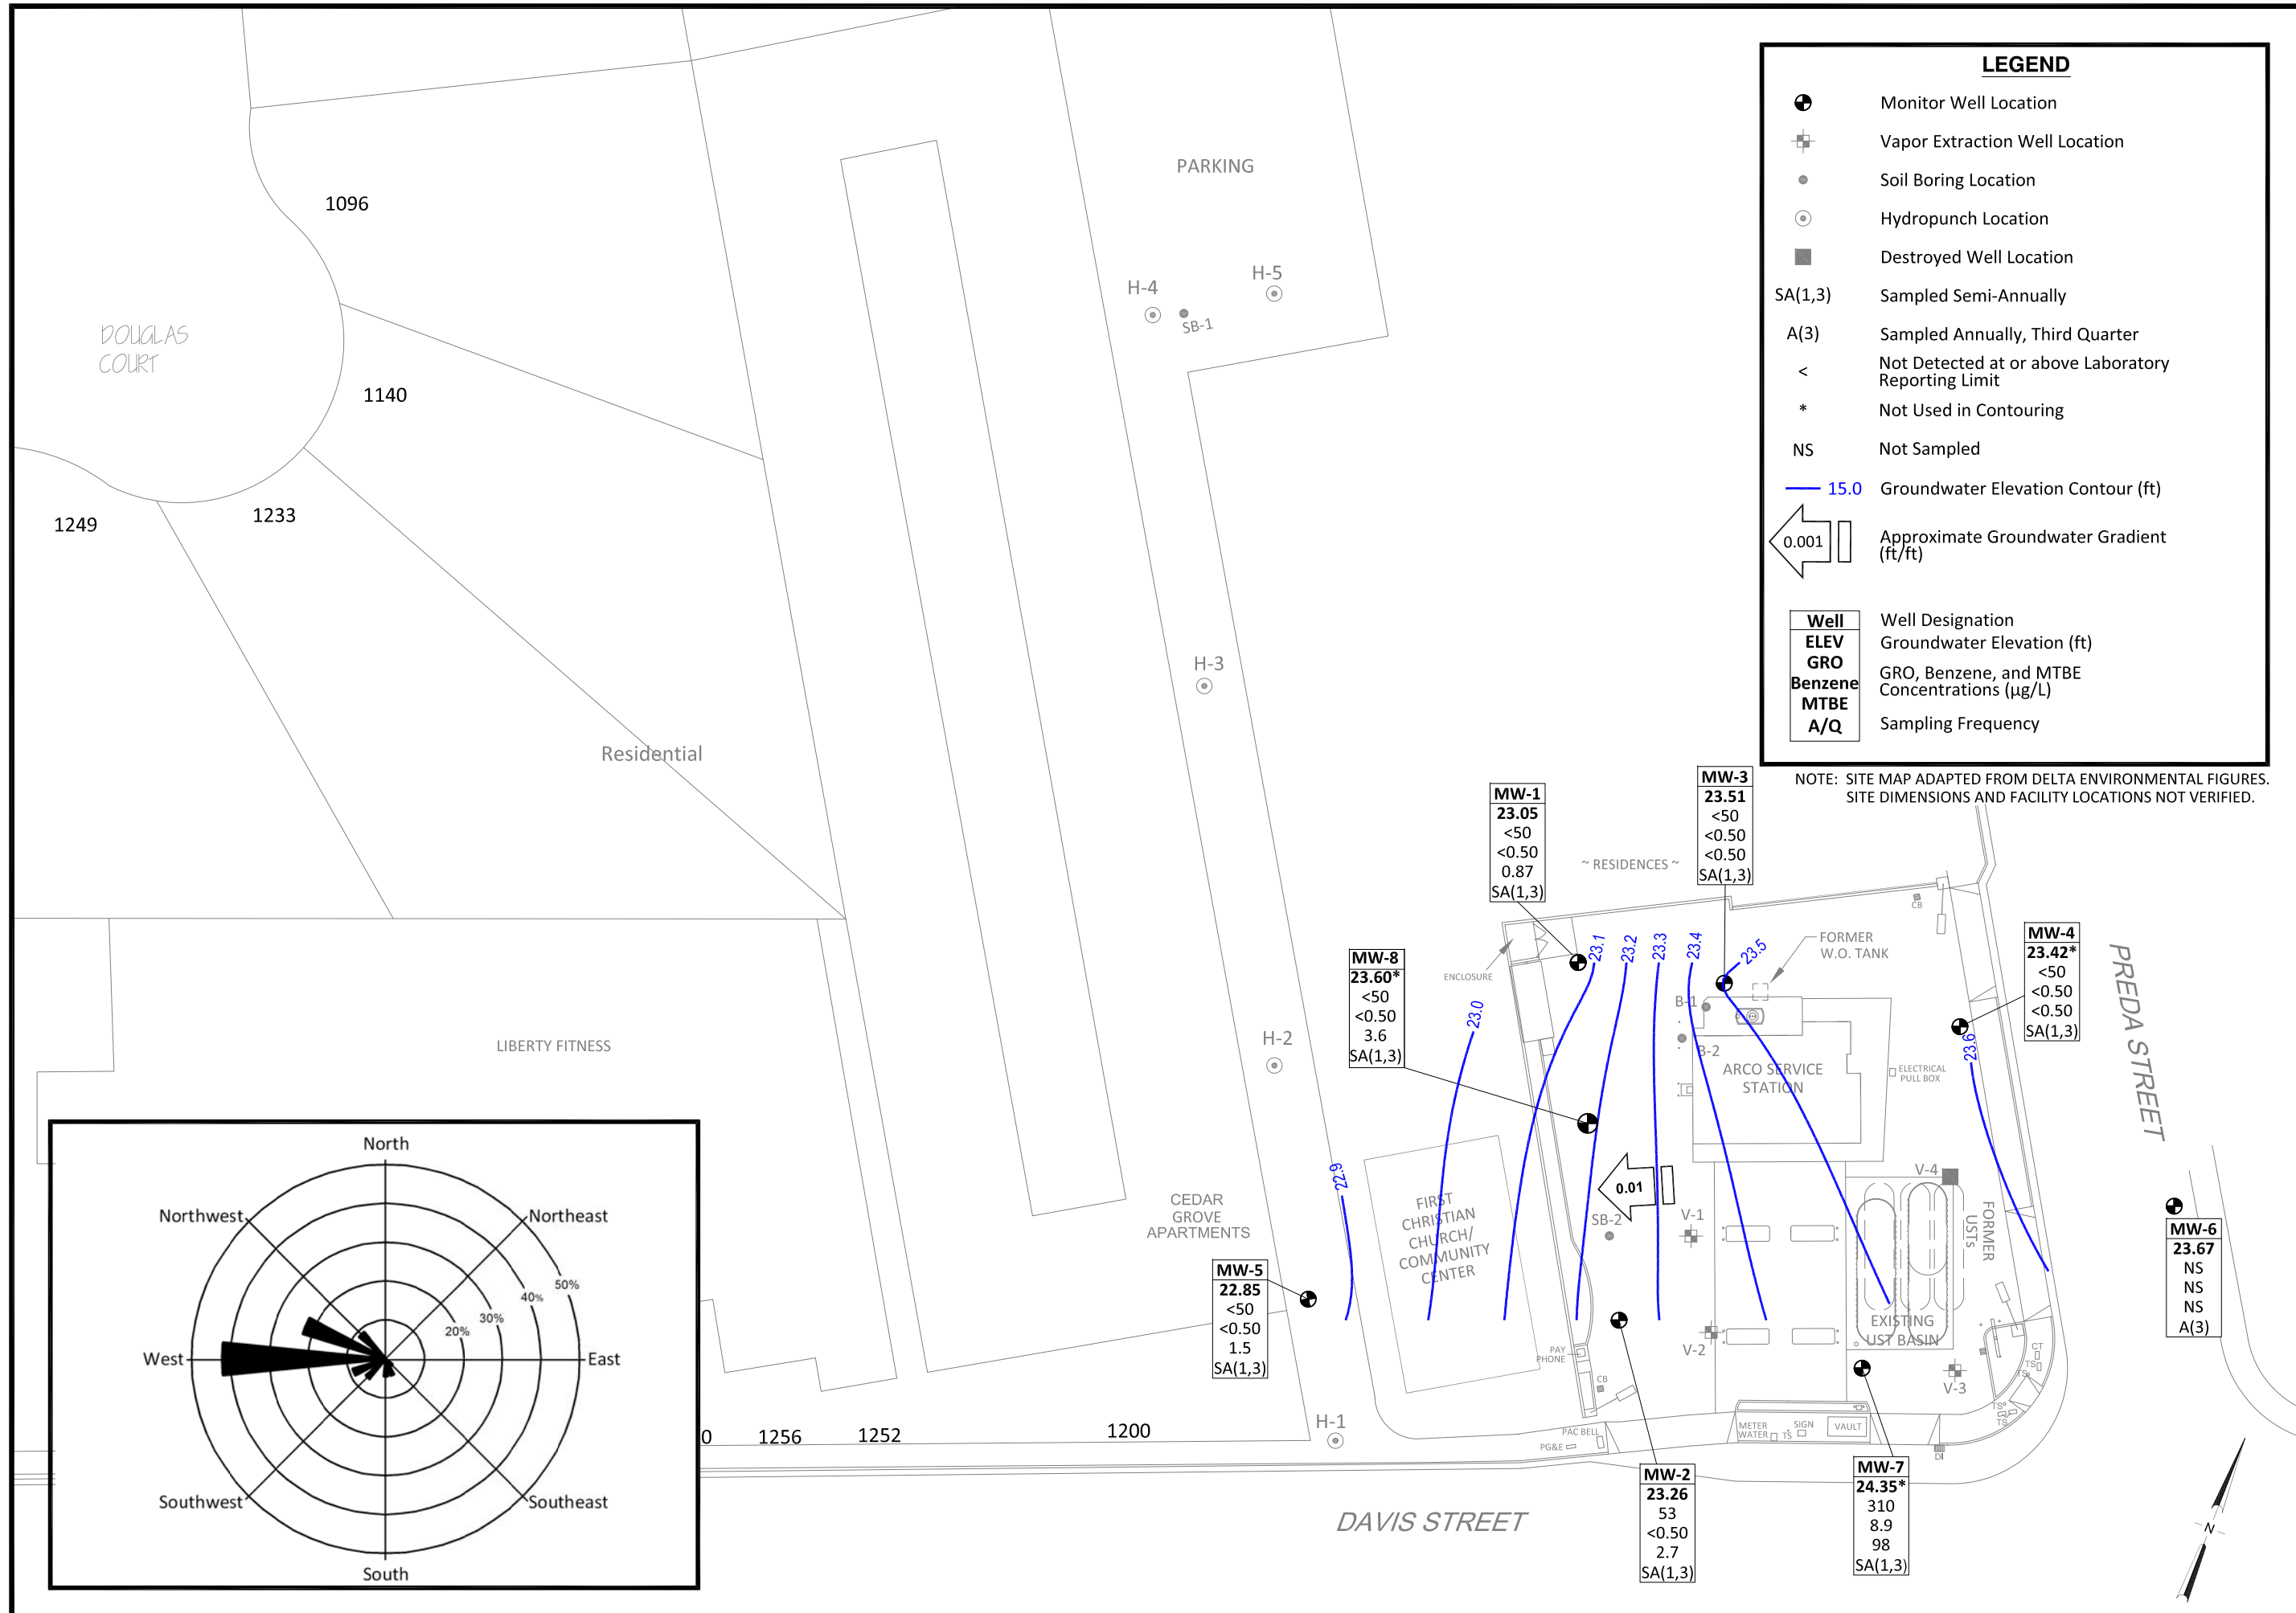 LEGEND
Monitor Well Location
Vapor Extraction Well Location
Soil Boring Location
Hydropunch Location
Destroyed Well Location
SA(1,3) Sampled Semi-Annually
A(3) Sampled Annually, Third Quarter
< Not Detected at or above Laboratory
Reporting Limit
* Not Used in Contouring
NS Not Sampled
15.0 Groundwater Elevation Contour (ft)
0.001 Approximate Groundwater Gradient
(ft/ft)
Well Well Designation
ELEV Groundwater Elevation (ft)
GRO
Benzene
MTBE
GRO, Benzene, and MTBE
Concentrations (µg/L)
A/Q Sampling Frequency
NOTE: SITE MAP ADAPTED FROM DELTA ENVIRONMENTAL FIGURES.
SITE DIMENSIONS AND FACILITY LOCATIONS NOT VERIFIED.
PARKING
1096
DOUGLAS
COURT
1140
1233
1249
H-4
H-5
SB-1
H-3
Residential
LIBERTY FITNESS
H-2
CEDAR
GROVE
APARTMENTS
H-1
0
1256
1252
1200
MW-1
23.05
<50
<0.50
0.87
SA(1,3)
MW-3
23.51
<50
<0.50
<0.50
SA(1,3)
~ RESIDENCES ~
MW-8
23.60*
<50
<0.50
3.6
SA(1,3)
MW-4
23.42*
<50
<0.50
<0.50
SA(1,3)
MW-5
22.85
<50
<0.50
1.5
SA(1,3)
MW-6
23.67
NS
NS
NS
A(3)
MW-2
23.26
53
<0.50
2.7
SA(1,3)
MW-7
24.35*
310
8.9
98
SA(1,3)
22.9
23.0
23.1
23.2
23.3
23.4
23.5
23.6
ENCLOSURE
FORMER
W.O. TANK
CB
B-1
B-2
ARCO SERVICE
STATION
ELECTRICAL
PULL BOX
PREDA STREET
FIRST
CHRISTIAN
CHURCH/
COMMUNITY
CENTER
0.01
SB-2
V-1
V-2
V-3
V-4
FORMER
USTs
EXISTING
UST BASIN
PAY
PHONE
CB
PAC BELL
PG&E
METER
WATER
TS
SIGN
VAULT
DI
CT
TS
TS
TS
TS
DAVIS STREET
N
North
Northwest
Northeast
West
East
Southwest
Southeast
South
20%
30%
40%
50%